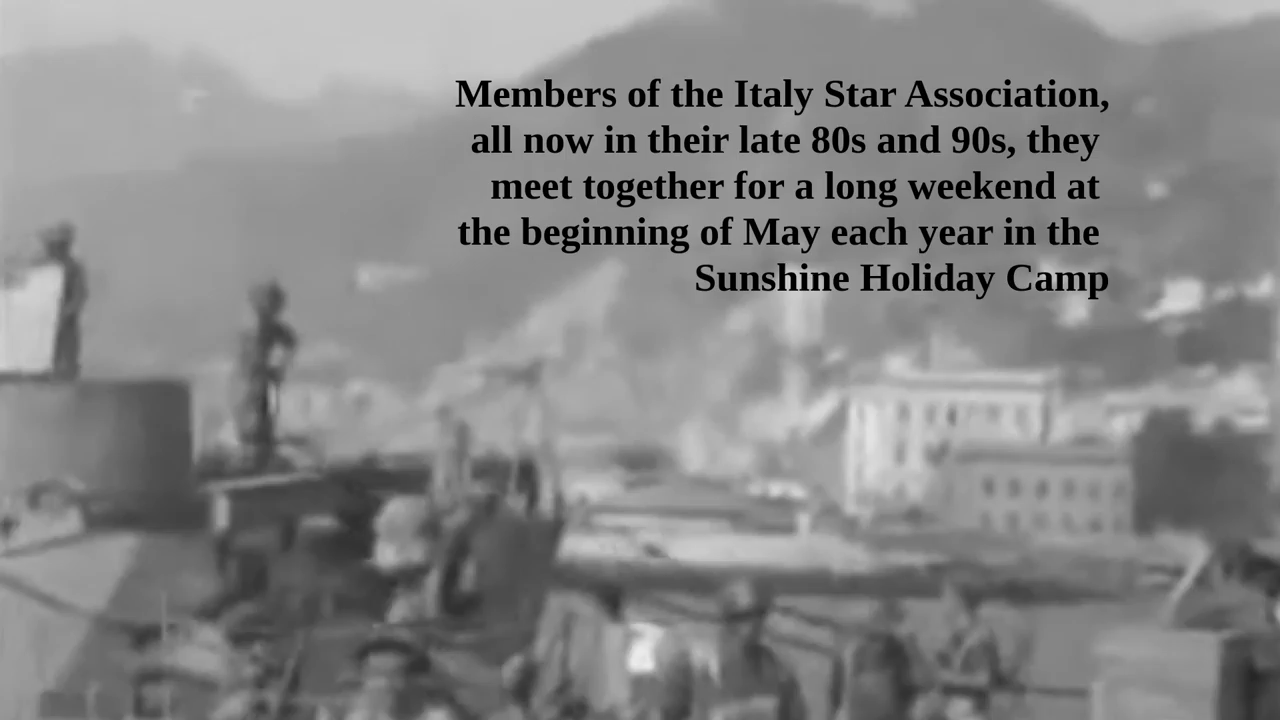 Members of the Italy Star Association,
all now in their late 80s and 90s, they
meet together for a long weekend at
the beginning of May each year in the
Sunshine Holiday Camp